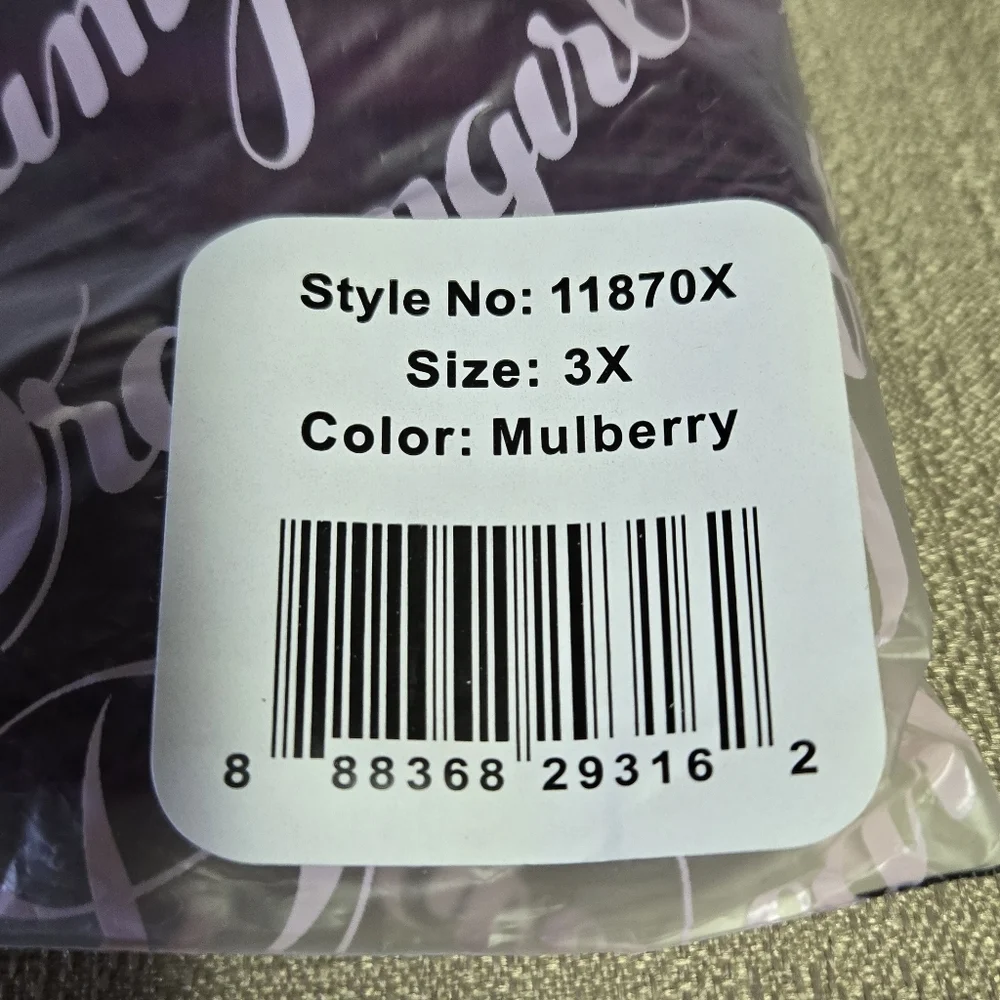 Style No: 11870X
Size: 3X
Color: Mulberry
8 88368 29316 2